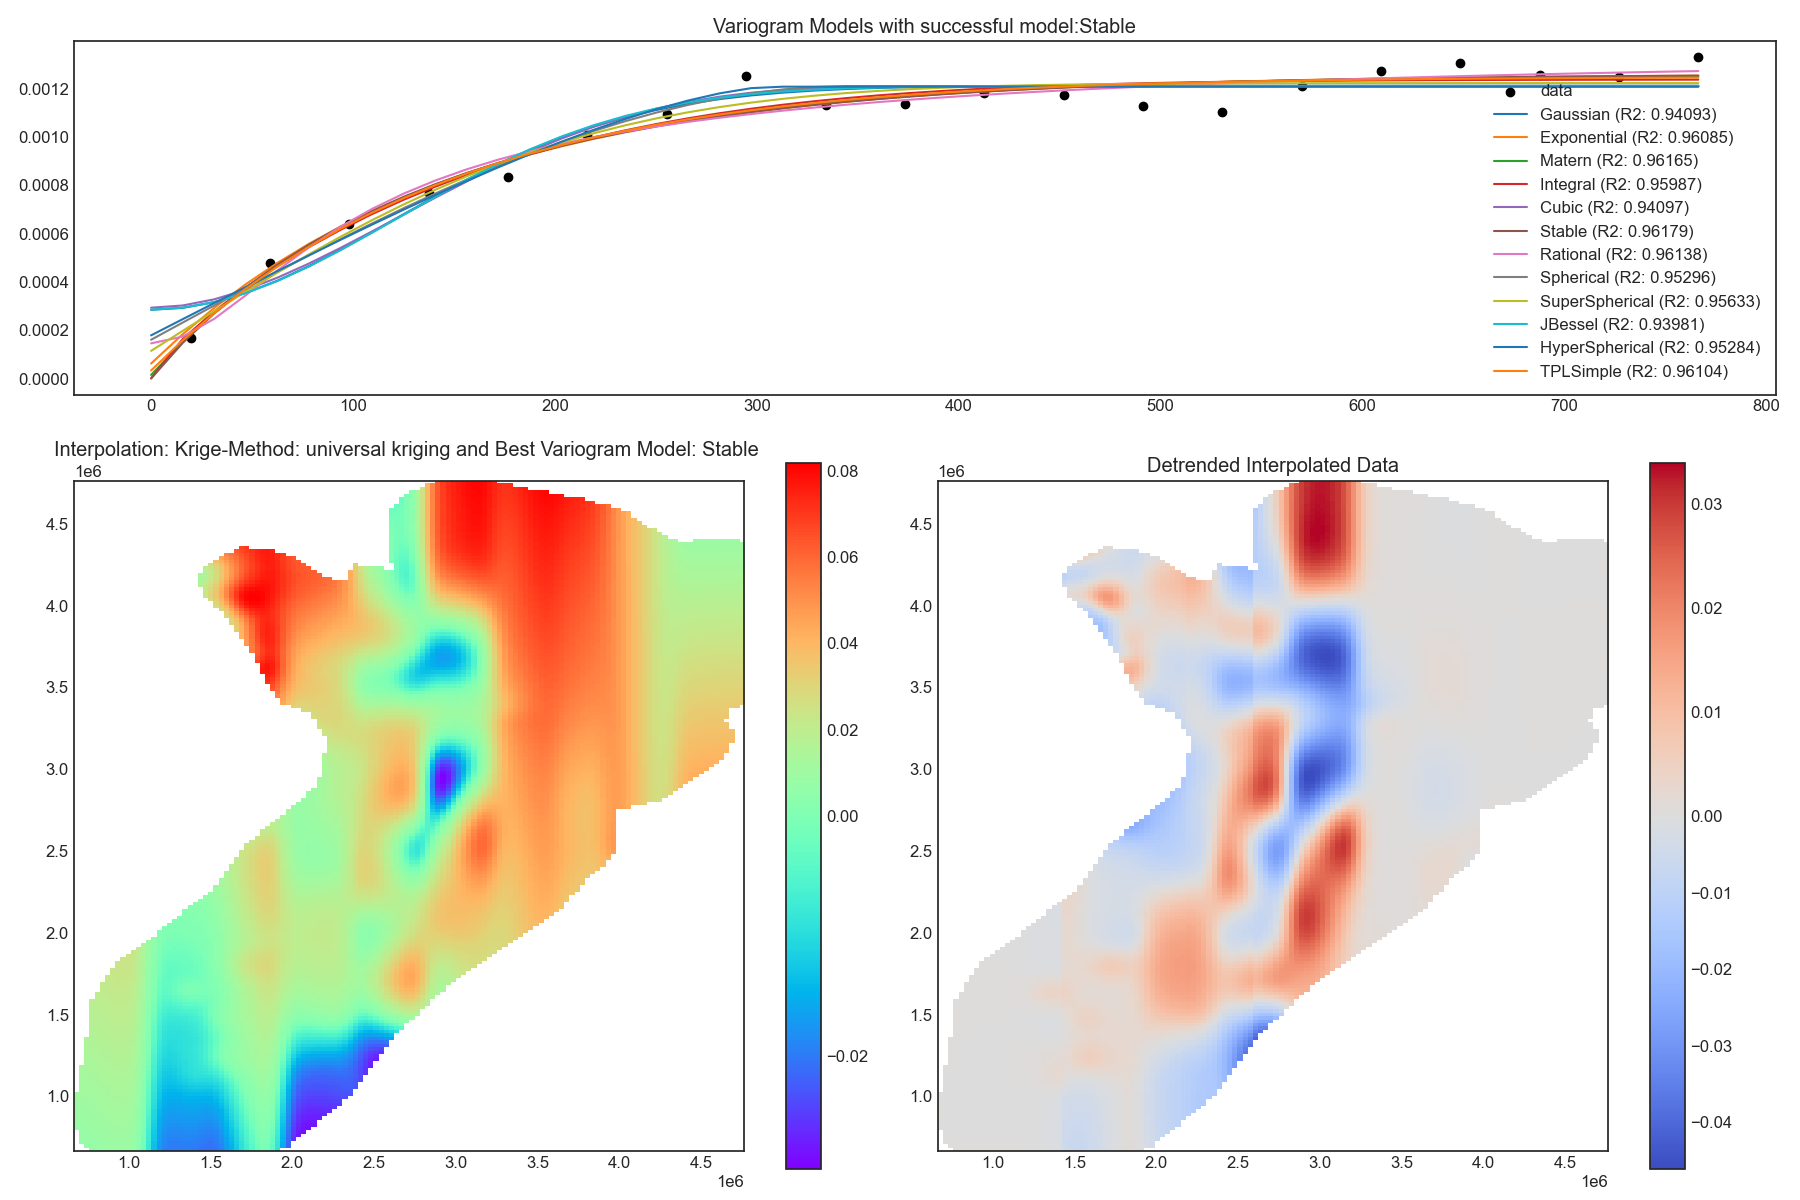 Variogram Models with successful model:Stable
0.0012
0.0010
0.0008
0.0006
0.0004
0.0002
0.0000
data
Gaussian (R2: 0.94093)
Exponential (R2: 0.96085)
Matern (R2: 0.96165)
Integral (R2: 0.95987)
Cubic (R2: 0.94097)
Stable (R2: 0.96179)
Rational (R2: 0.96138)
Spherical (R2: 0.95296)
SuperSpherical (R2: 0.95633)
JBessel (R2: 0.93981)
HyperSpherical (R2: 0.95284)
TPLSimple (R2: 0.96104)
0 100 200 300 400 500 600 700 800
Interpolation: Krige-Method: universal kriging and Best Variogram Model: Stable
1e6
4.5
4.0
3.5
3.0
2.5
2.0
1.5
1.0
1.0 1.5 2.0 2.5 3.0 3.5 4.0 4.5
1e6
0.08
0.06
0.04
0.02
0.00
−0.02
Detrended Interpolated Data
1e6
4.5
4.0
3.5
3.0
2.5
2.0
1.5
1.0
1.0 1.5 2.0 2.5 3.0 3.5 4.0 4.5
1e6
0.03
0.02
0.01
0.00
−0.01
−0.02
−0.03
−0.04